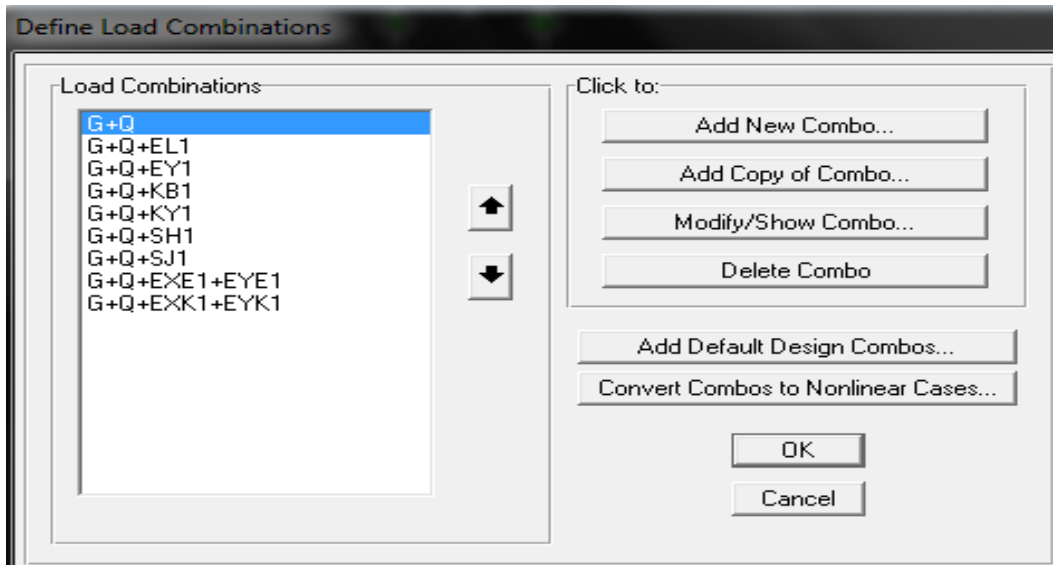 Define Load Combinations
Load Combinations
G+Q
G+Q+EL1
G+Q+EY1
G+Q+KB1
G+Q+KY1
G+Q+SH1
G+Q+SJ1
G+Q+EXE1+EYE1
G+Q+EXK1+EYK1
Click to:
Add New Combo...
Add Copy of Combo...
Modify/Show Combo...
Delete Combo
Add Default Design Combos...
Convert Combos to Nonlinear Cases...
OK
Cancel